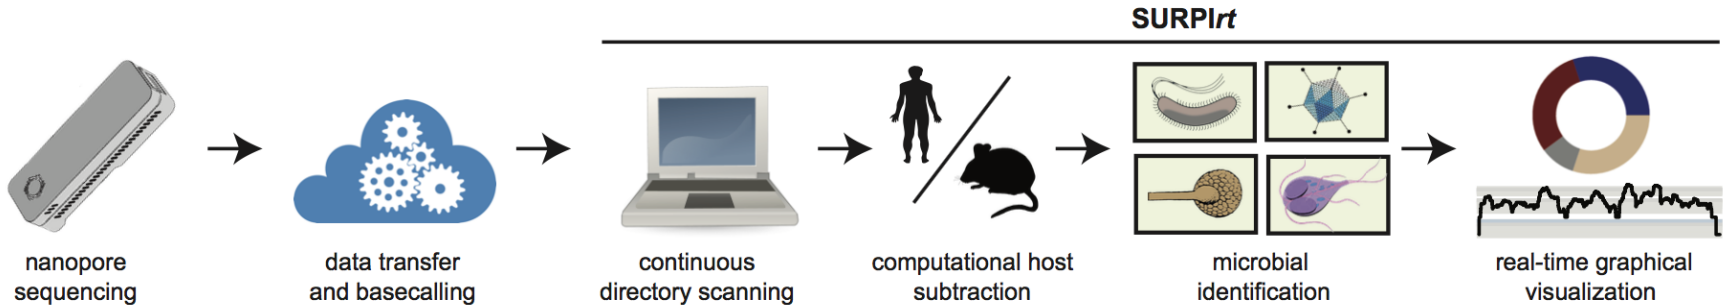 SURPIrt
nanopore
sequencing
data transfer
and basecalling
continuous
directory scanning
computational host
subtraction
microbial
identification
real-time graphical
visualization